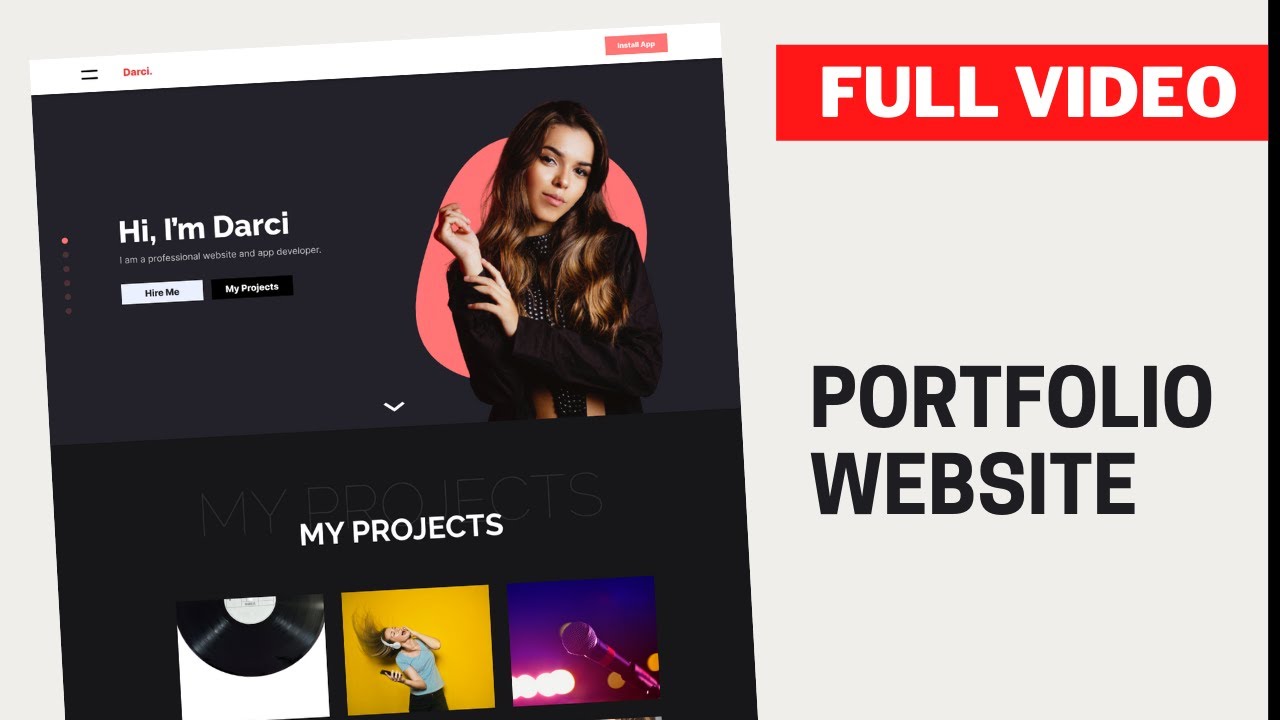 Darci.
Install App
FULL VIDEO
Hi, I'm Darci
I am a professional website and app developer.
Hire Me
My Projects
PORTFOLIO
WEBSITE
MY PROJECTS
MY PROJECTS